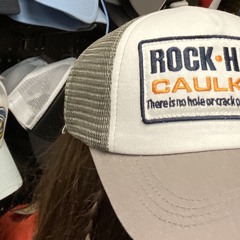 ROCK • H
CAULK
There is no hole or crack